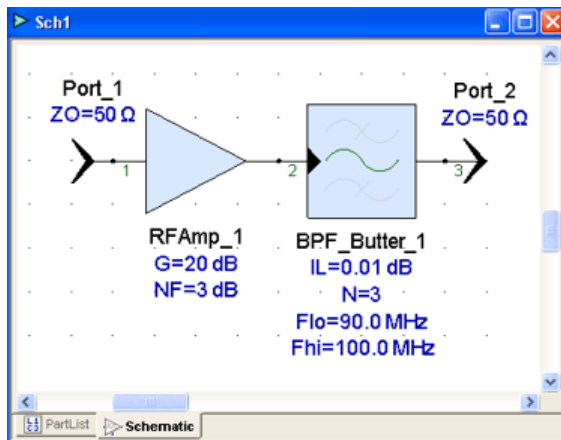 Sch1
Port_1
ZO=50 Ω
Port_2
ZO=50 Ω
1
2
3
RFAmp_1
G=20 dB
NF=3 dB
BPF_Butter_1
IL=0.01 dB
N=3
Flo=90.0 MHz
Fhi=100.0 MHz
PartList
Schematic